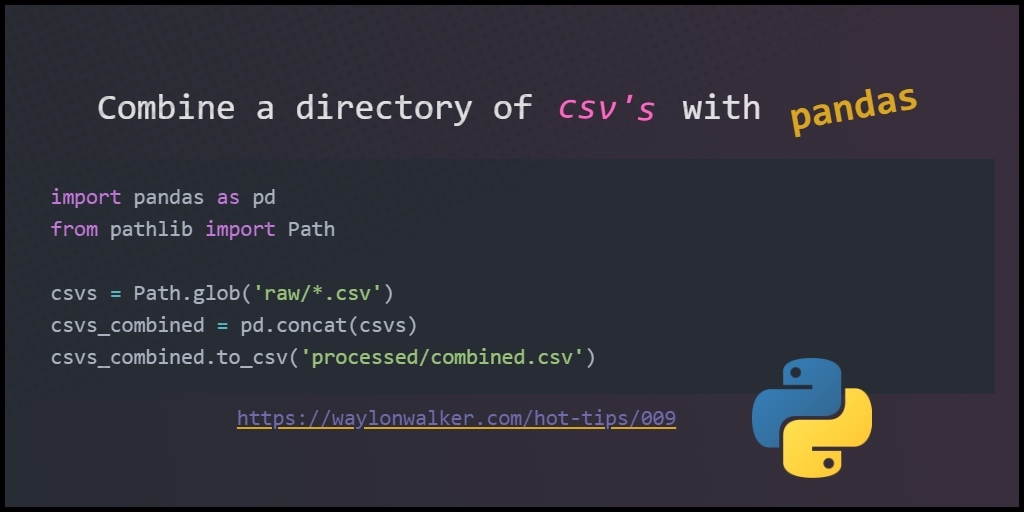 Combine a directory of csv's with pandas
import pandas as pd
from pathlib import Path
csvs = Path.glob('raw/*.csv')
csvs_combined = pd.concat(csvs)
csvs_combined.to_csv('processed/combined.csv')
https://waylonwalker.com/hot-tips/009